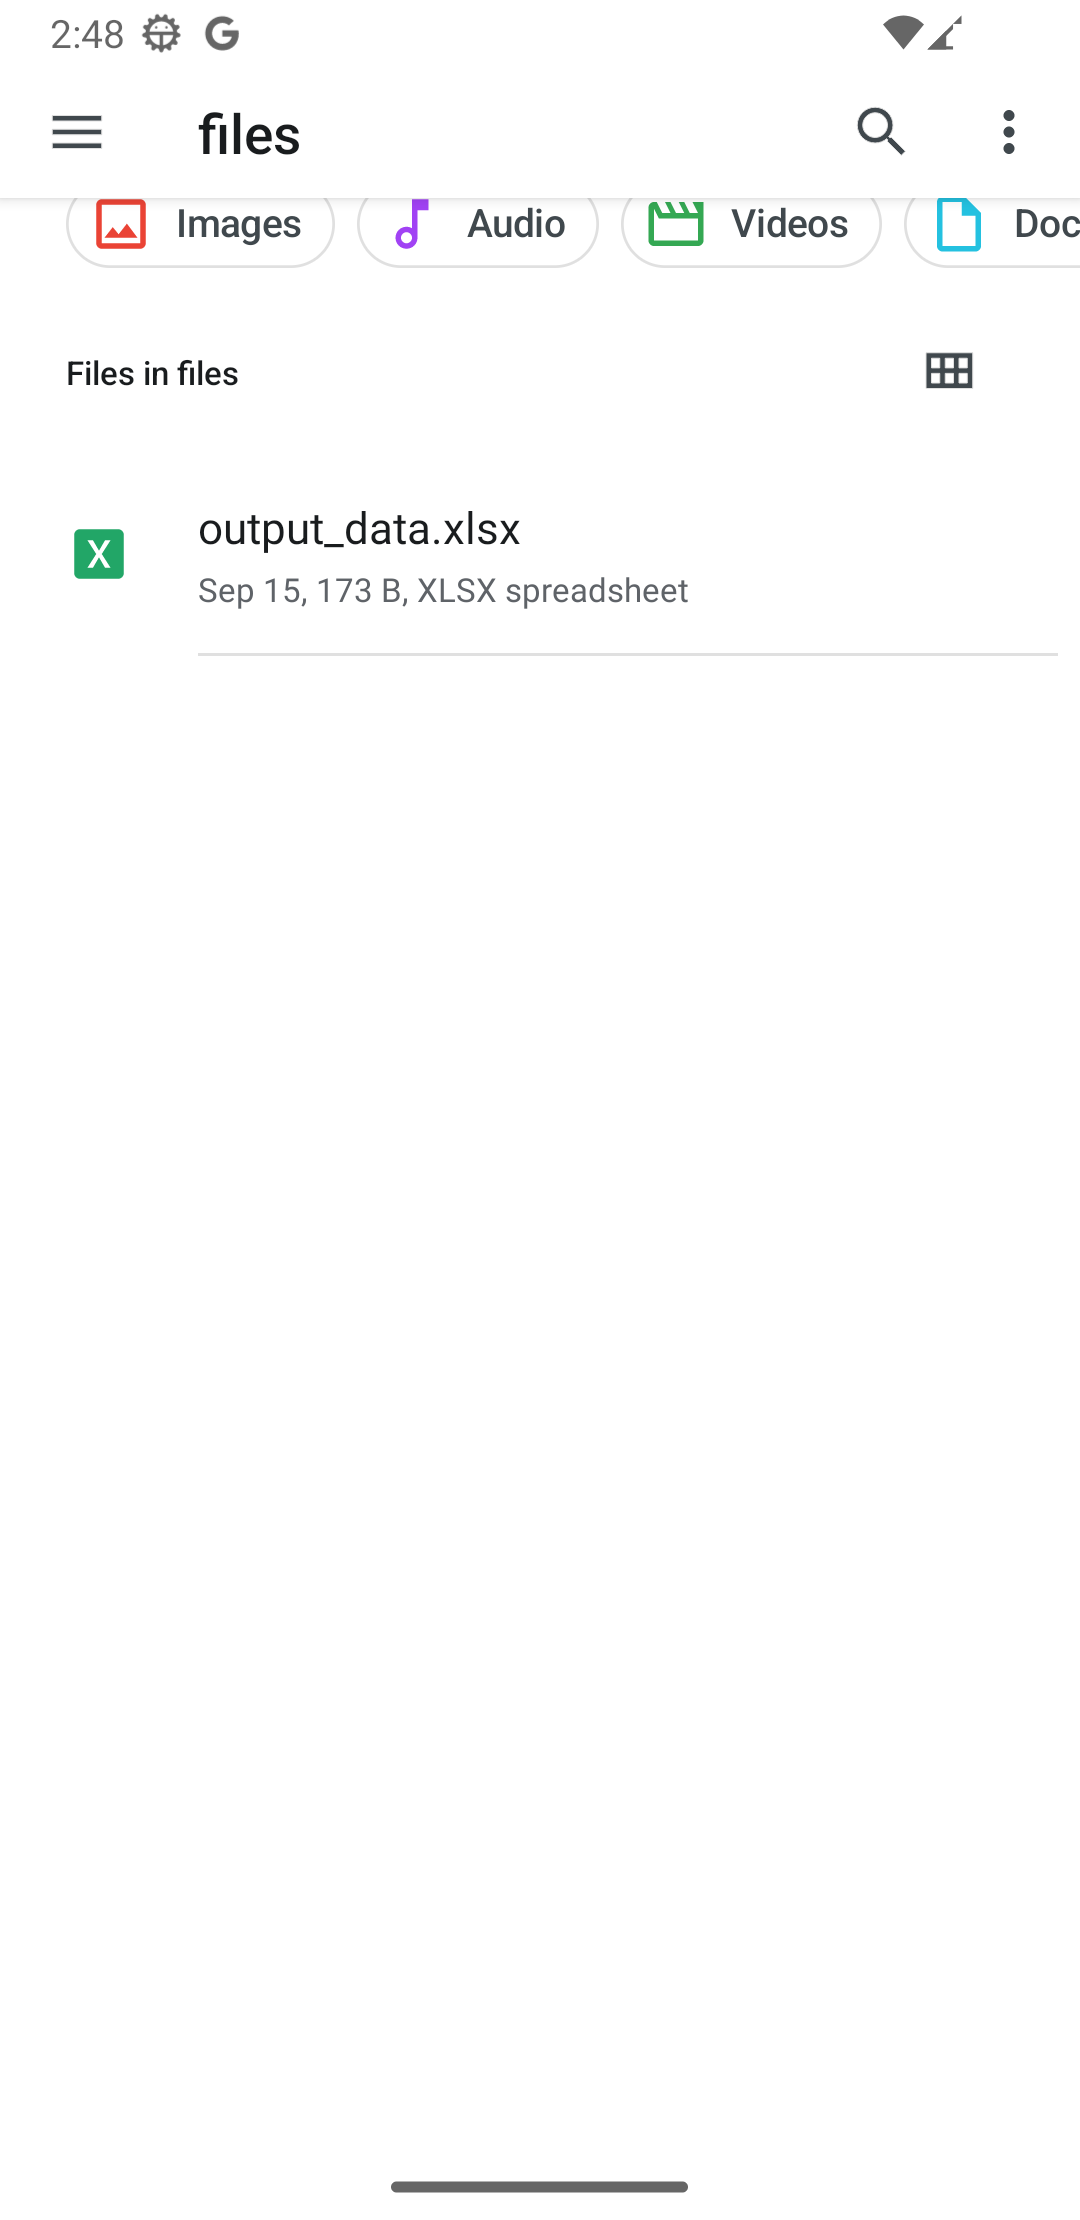 2:48
files
Images Audio Videos Doc
Files in files
X
output_data.xlsx
Sep 15, 173 B, XLSX spreadsheet